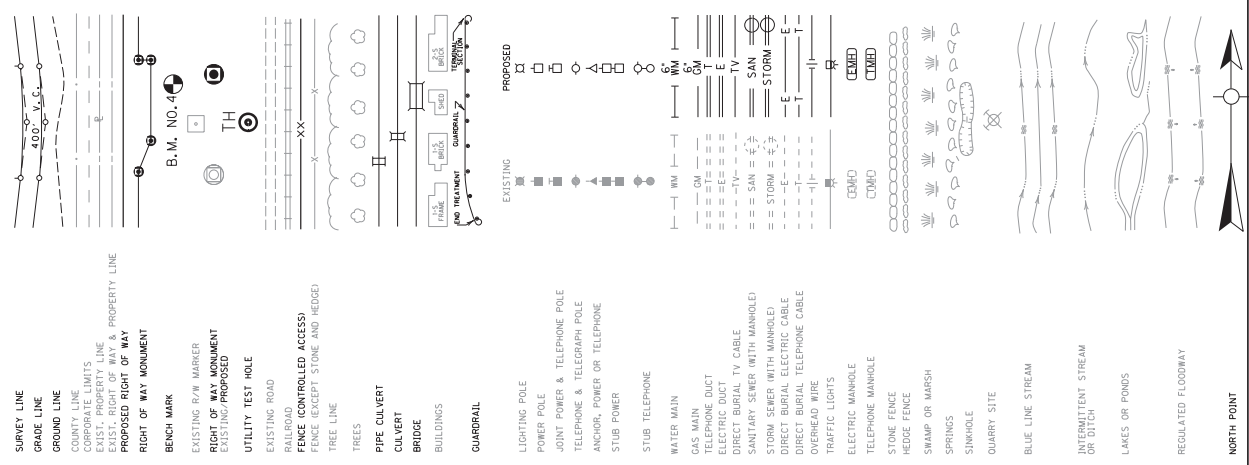 SURVEY LINE
GRADE LINE
400' V.C.
GROUND LINE
COUNTY LINE
CORPORATE LIMITS
EXIST. PROPERTY LINE
EXIST. RIGHT OF WAY & PROPERTY LINE
PROPOSED RIGHT OF WAY
RIGHT OF WAY MONUMENT
BENCH MARK
B.M. NO.4
EXISTING R/W MARKER
RIGHT OF WAY MONUMENT
EXISTING/PROPOSED
UTILITY TEST HOLE
TH
EXISTING ROAD
RAILROAD
FENCE (CONTROLLED ACCESS)
FENCE (EXCEPT STONE AND HEDGE)
TREE LINE
TREES
PIPE CULVERT
CULVERT
BRIDGE
BUILDINGS
1-S
FRAME
1-S
BRICK
SHED
2-S
BRICK
GUARDRAIL
END TREATMENT
GUARDRAIL
TERMINAL
SECTION
EXISTING
PROPOSED
LIGHTING POLE
POWER POLE
JOINT POWER & TELEPHONE POLE
TELEPHONE & TELEGRAPH POLE
ANCHOR, POWER OR TELEPHONE
STUB POWER
STUB TELEPHONE
WATER MAIN
WM
6"
WM
GAS MAIN
GM
6"
GM
TELEPHONE DUCT
T
T
ELECTRIC DUCT
E
E
DIRECT BURIAL TV CABLE
TV
TV
SANITARY SEWER (WITH MANHOLE)
SAN
SAN
STORM SEWER (WITH MANHOLE)
STORM
STORM
DIRECT BURIAL ELECTRIC CABLE
E
E
E
DIRECT BURIAL TELEPHONE CABLE
T
T
T
OVERHEAD WIRE
TRAFFIC LIGHTS
ELECTRIC MANHOLE
EMH
EMH
TELEPHONE MANHOLE
TMH
TMH
STONE FENCE
HEDGE FENCE
SWAMP OR MARSH
SPRINGS
SINKHOLE
QUARRY SITE
BLUE LINE STREAM
INTERMITTENT STREAM
OR DITCH
LAKES OR PONDS
REGULATED FLOODWAY
NORTH POINT